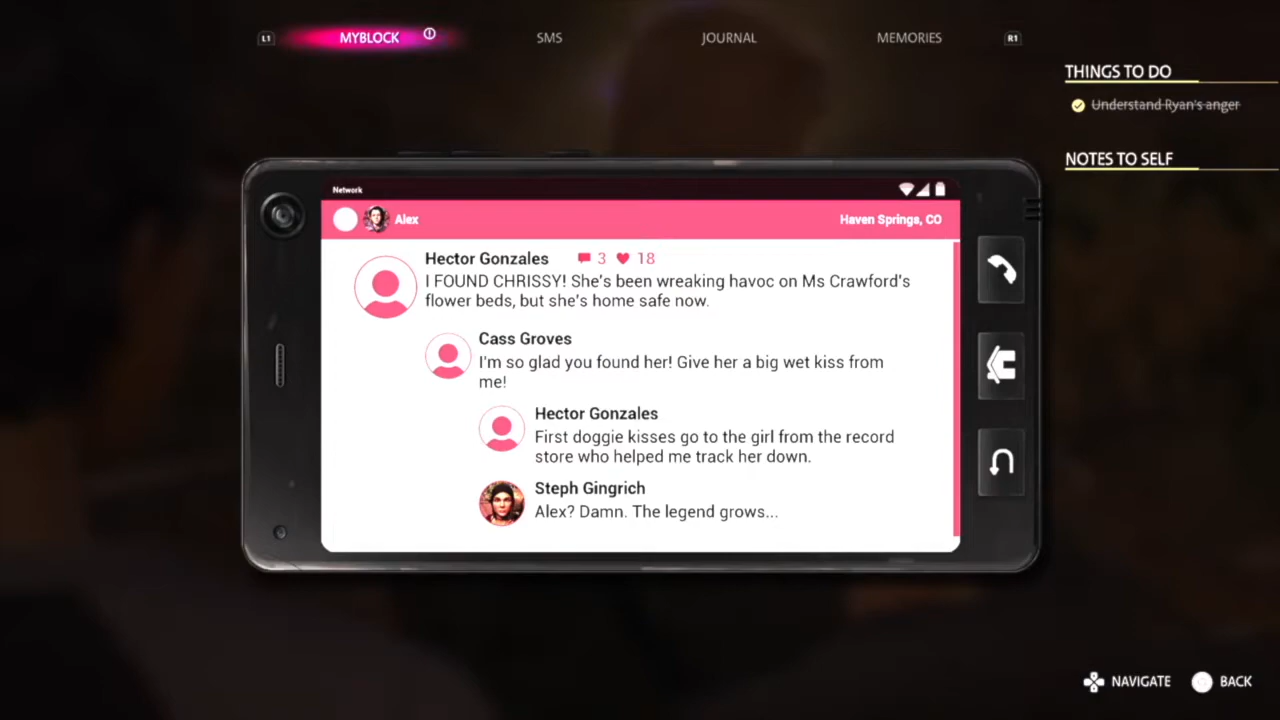 L1
MYBLOCK
SMS
JOURNAL
MEMORIES
R1
THINGS TO DO
Understand Ryan's anger
NOTES TO SELF
Network
Alex
Haven Springs, CO
Hector Gonzales 3 18
I FOUND CHRISSY! She's been wreaking havoc on Ms Crawford's
flower beds, but she's home safe now.
Cass Groves
I'm so glad you found her! Give her a big wet kiss from
me!
Hector Gonzales
First doggie kisses go to the girl from the record
store who helped me track her down.
Steph Gingrich
Alex? Damn. The legend grows...
NAVIGATE
BACK